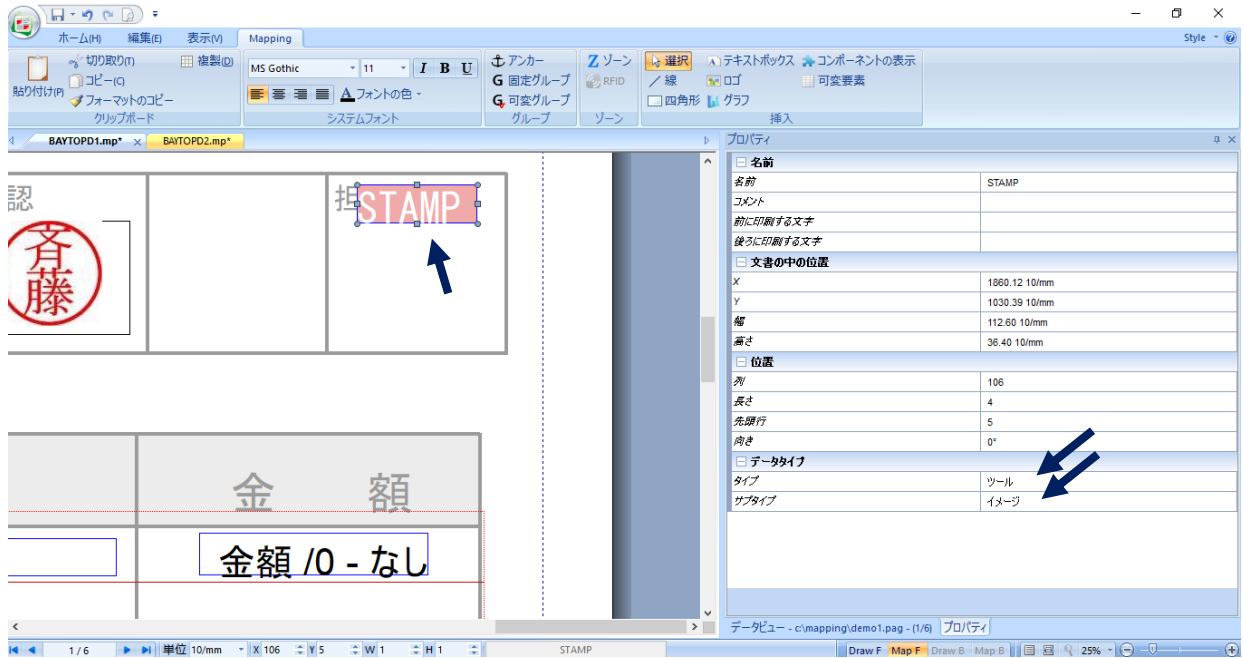 ホーム(H) 編集(E) 表示(V) Mapping Style
貼り付け(P)
切り取り(T) 複製(D)
コピー(C)
フォーマットのコピー
クリップボード
MS Gothic 11 I B U
A フォントの色
システムフォント
アンカー
G 固定グループ
G 可変グループ
グループ
Z ゾーン
RFID
ゾーン
選択 テキストボックス コンポーネントの表示
線 ロゴ 可変要素
四角形 グラフ
挿入
BAYTOPD1.mp* × BAYTOPD2.mp*
認
斉藤
担
STAMP
金 額
金額 /0 - なし
プロパティ
名前
名前 STAMP
コメント
前に印刷する文字
後ろに印刷する文字
文書の中の位置
X 1860.12 10/mm
Y 1030.39 10/mm
幅 112.60 10/mm
高さ 36.40 10/mm
位置
列 106
長さ 4
先頭行 5
向き 0°
データタイプ
タイプ ツール
サブタイプ イメージ
データビュー - c:\mapping\demo1.pag - (1/6) プロパティ
1 / 6 単位 10/mm X 106 Y 5 W 1 H 1 STAMP Draw F Map F Draw B Map B 25%